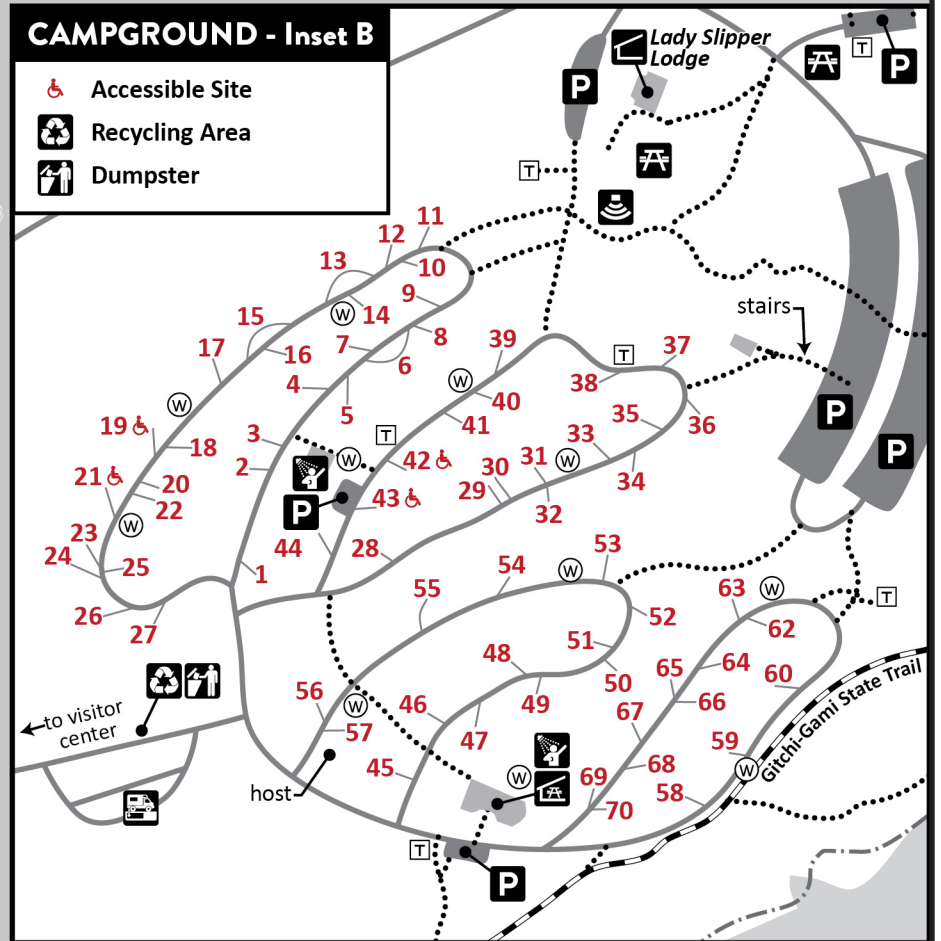 CAMPGROUND - Inset B
Accessible Site
Recycling Area
Dumpster
Lady Slipper
Lodge
P
T
P
P
T
11
12
13
10
9
stairs
15
W
14
8
39
37
17
16
7
6
T
4
W
40
38
5
36
W
41
35
P
19
3
T
33
18
W
42
31
W
P
21
2
30
34
20
43
29
22
P
32
W
23
44
28
53
24
25
54
W
1
55
63
W
T
26
52
62
27
51
48
65
64
50
60
56
46
49
66
to visitor
center
W
67
57
47
59
Gitchi-Gami State Trail
45
68
W
W
69
58
host
70
T
P